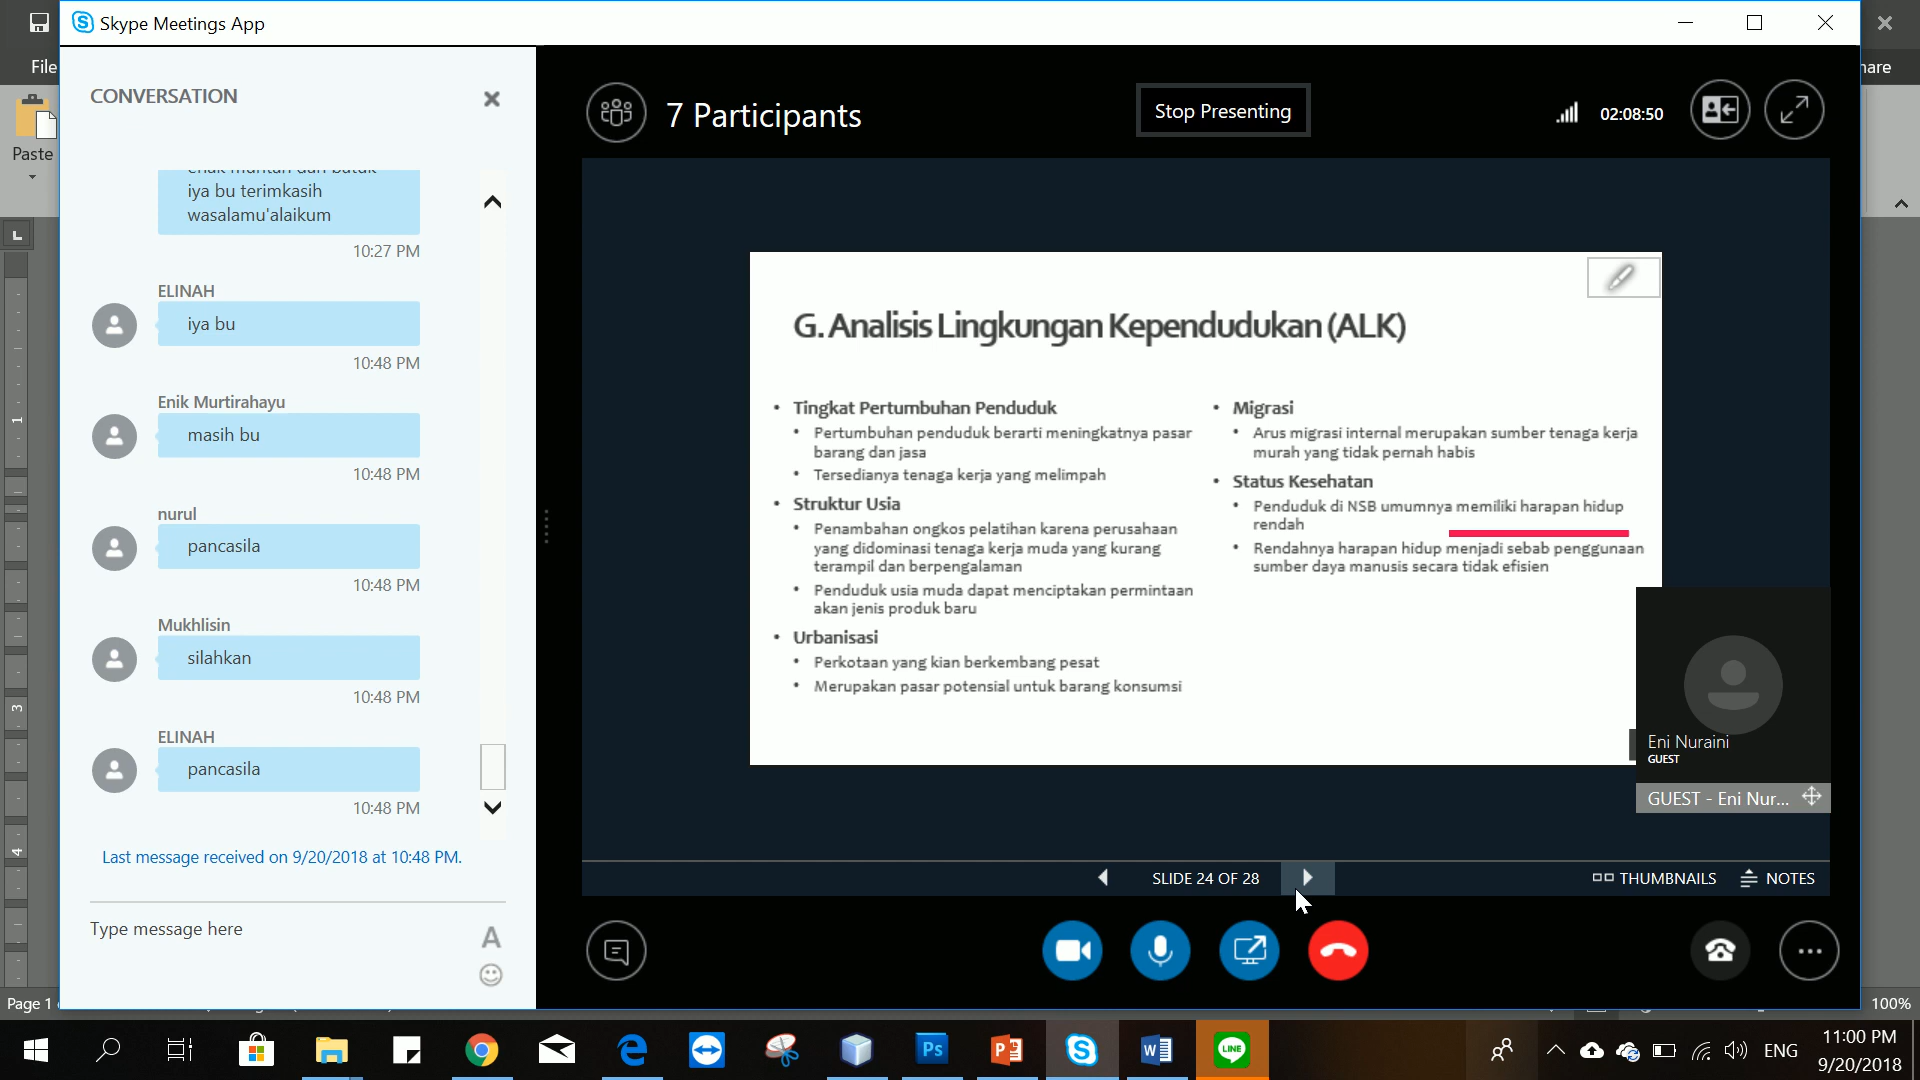 Skype Meetings App
File
hare
Paste
CONVERSATION
iya bu terimkasih
wasalamu'alaikum
10:27 PM
ELINAH
iya bu
10:48 PM
Enik Murtirahayu
masih bu
10:48 PM
nurul
pancasila
10:48 PM
Mukhlisin
silahkan
10:48 PM
ELINAH
pancasila
10:48 PM
Last message received on 9/20/2018 at 10:48 PM.
Type message here
A
7 Participants
Stop Presenting
02:08:50
G. Analisis Lingkungan Kependudukan (ALK)
• Tingkat Pertumbuhan Penduduk
• Pertumbuhan penduduk berarti meningkatnya pasar
barang dan jasa
• Tersedianya tenaga kerja yang melimpah
• Struktur Usia
• Penambahan ongkos pelatihan karena perusahaan
yang didominasi tenaga kerja muda yang kurang
terampil dan berpengalaman
• Penduduk usia muda dapat menciptakan permintaan
akan jenis produk baru
• Urbanisasi
• Perkotaan yang kian berkembang pesat
• Merupakan pasar potensial untuk barang konsumsi
• Migrasi
• Arus migrasi internal merupakan sumber tenaga kerja
murah yang tidak pernah habis
• Status Kesehatan
• Penduduk di NSB umumnya memiliki harapan hidup
rendah
• Rendahnya harapan hidup menjadi sebab penggunaan
sumber daya manusis secara tidak efisien
Eni Nuraini
GUEST
GUEST - Eni Nur...
SLIDE 24 OF 28
THUMBNAILS
NOTES
L
1
3
4
Page 1
100%
Ps
LINE
ENG
11:00 PM
9/20/2018